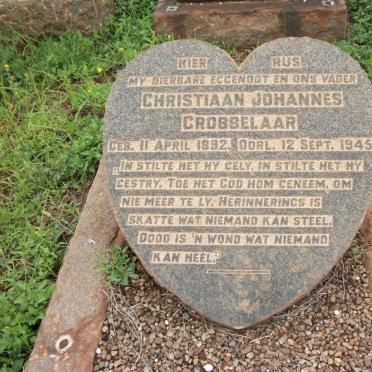 HIER RUS
MY DIERBARE EGGENOOT EN ONS VADER
CHRISTIAAN JOHANNES
GROBBELAAR
GEB. 11 APRIL 1892. OORL. 12 SEPT. 1945
IN STILTE HET HY GELY, IN STILTE HET HY
GESTRY. TOE HET GOD HOM GENEEM, OM
NIE MEER TE LY. HERINNERINGS IS
SKATTE WAT NIEMAND KAN STEEL.
DOOD IS 'N WOND WAT NIEMAND
KAN HEEL.